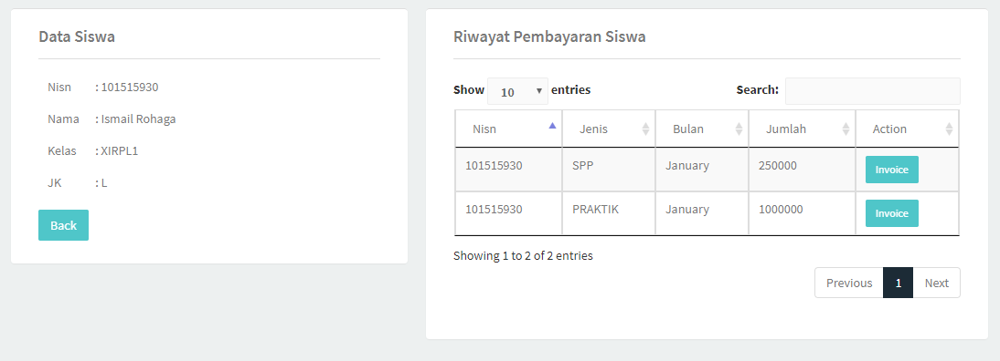 Data Siswa
Nisn : 101515930
Nama : Ismail Rohaga
Kelas : XIRPL1
JK : L
Back
Riwayat Pembayaran Siswa
Show 10 entries Search:
Nisn Jenis Bulan Jumlah Action
101515930 SPP January 250000 Invoice
101515930 PRAKTIK January 1000000 Invoice
Showing 1 to 2 of 2 entries
Previous 1 Next